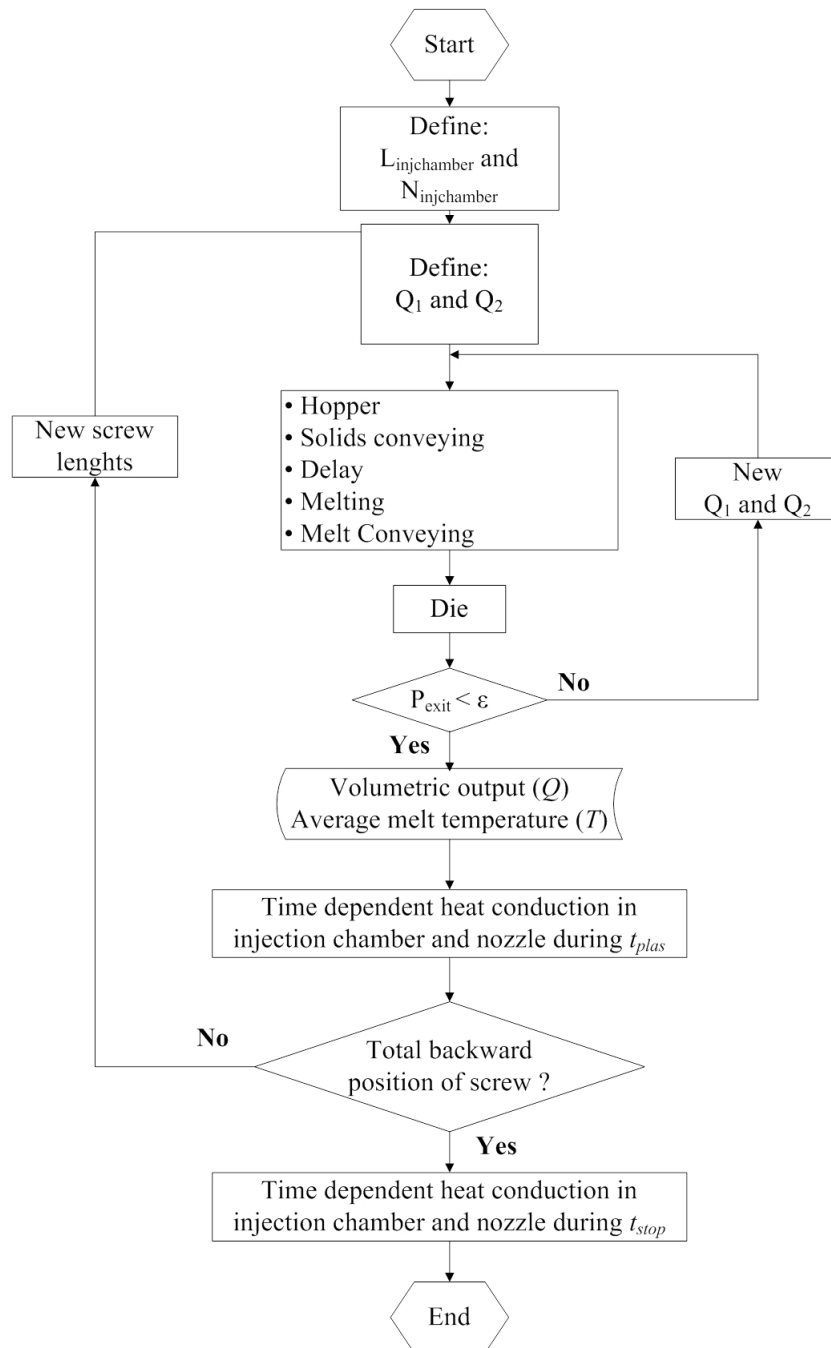 Start
Define:
L_injchamber and
N_injchamber
Define:
Q₁ and Q₂
• Hopper
• Solids conveying
• Delay
• Melting
• Melt Conveying
New screw
lenghts
New
Q₁ and Q₂
Die
P_exit < ε
No
Yes
Volumetric output (Q)
Average melt temperature (T)
Time dependent heat conduction in
injection chamber and nozzle during t_plas
No
Total backward
position of screw ?
Yes
Time dependent heat conduction in
injection chamber and nozzle during t_stop
End